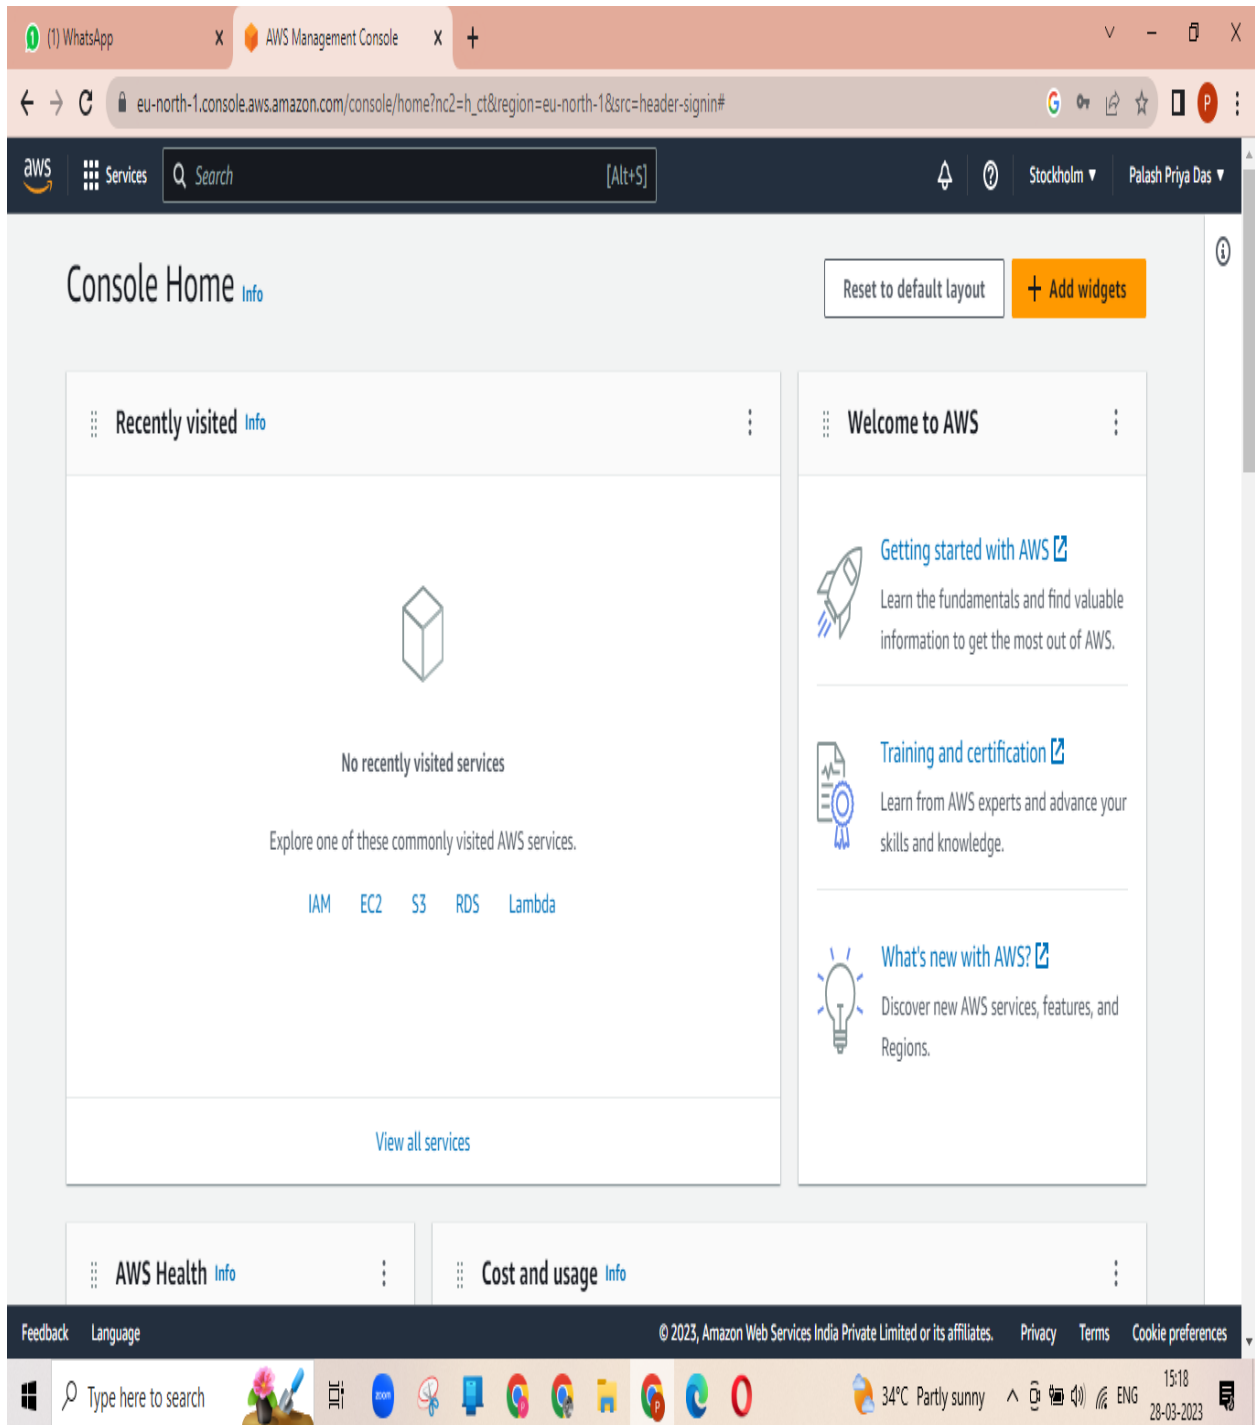 (1) WhatsApp
AWS Management Console
eu-north-1.console.aws.amazon.com/console/home?nc2=h_ct&region=eu-north-1&src=header-signin#
aws Services Search [Alt+S] Stockholm Palash Priya Das
Console Home Info
Reset to default layout
+ Add widgets
Recently visited Info
No recently visited services
Explore one of these commonly visited AWS services.
IAM EC2 S3 RDS Lambda
View all services
Welcome to AWS
Getting started with AWS
Learn the fundamentals and find valuable
information to get the most out of AWS.
Training and certification
Learn from AWS experts and advance your
skills and knowledge.
What's new with AWS?
Discover new AWS services, features, and
Regions.
AWS Health Info
Cost and usage Info
Feedback Language © 2023, Amazon Web Services India Private Limited or its affiliates. Privacy Terms Cookie preferences
Type here to search
zoom
34°C Partly sunny
ENG
15:18
28-03-2023